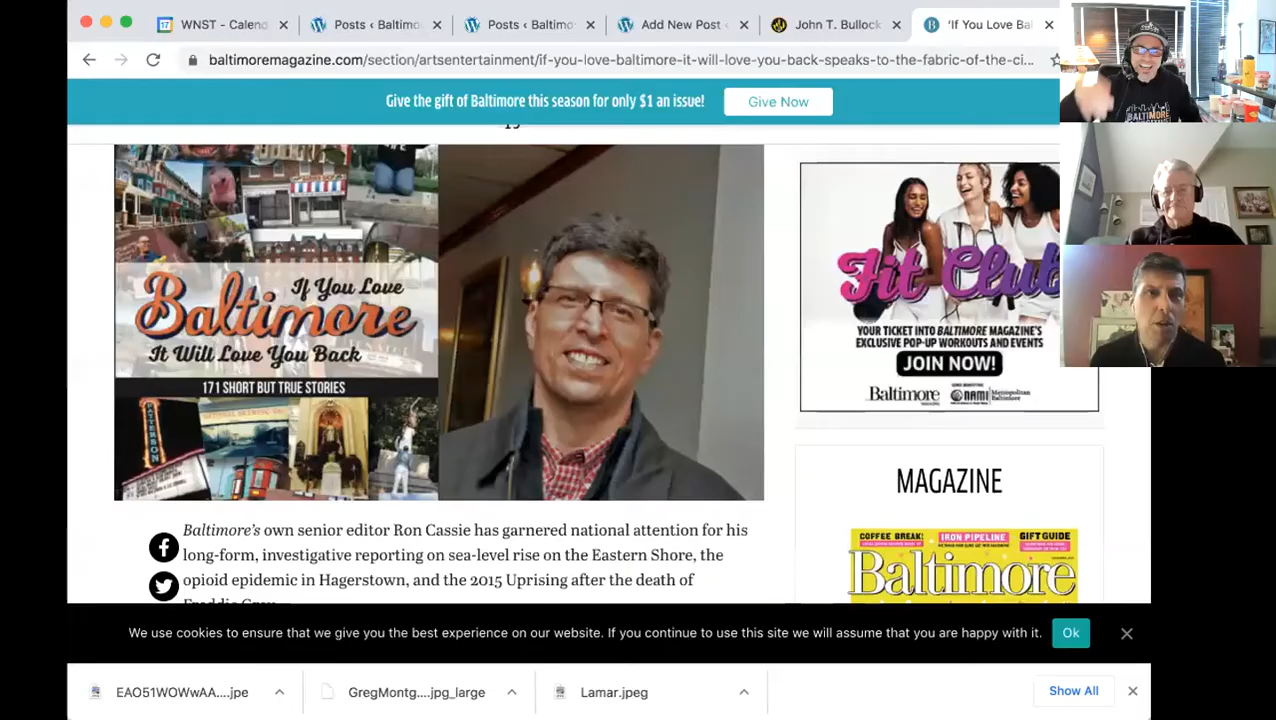 WNST - Calend
Posts ‹ Baltimo
Posts ‹ Baltimo
Add New Post ‹
John T. Bullock
'If You Love Bal
baltimoremagazine.com/section/artsentertainment/if-you-love-baltimore-it-will-love-you-back-speaks-to-the-fabric-of-the-ci...
Give the gift of Baltimore this season for only $1 an issue!
Give Now
If You Love
Baltimore
It Will Love You Back
171 SHORT BUT TRUE STORIES
PATTERSON
Fit Club
YOUR TICKET INTO BALTIMORE MAGAZINE'S
EXCLUSIVE POP-UP WORKOUTS AND EVENTS
JOIN NOW!
Baltimore
NAMI
Metropolitan
Baltimore
MAGAZINE
COFFEE BREAK!
IRON PIPELINE
GIFT GUIDE
Baltimore
Baltimore's own senior editor Ron Cassie has garnered national attention for his
long-form, investigative reporting on sea-level rise on the Eastern Shore, the
opioid epidemic in Hagerstown, and the 2015 Uprising after the death of
Freddie Gray.
We use cookies to ensure that we give you the best experience on our website. If you continue to use this site we will assume that you are happy with it.
Ok
EAO51WOWwAA....jpe
GregMontg....jpg_large
Lamar.jpeg
Show All